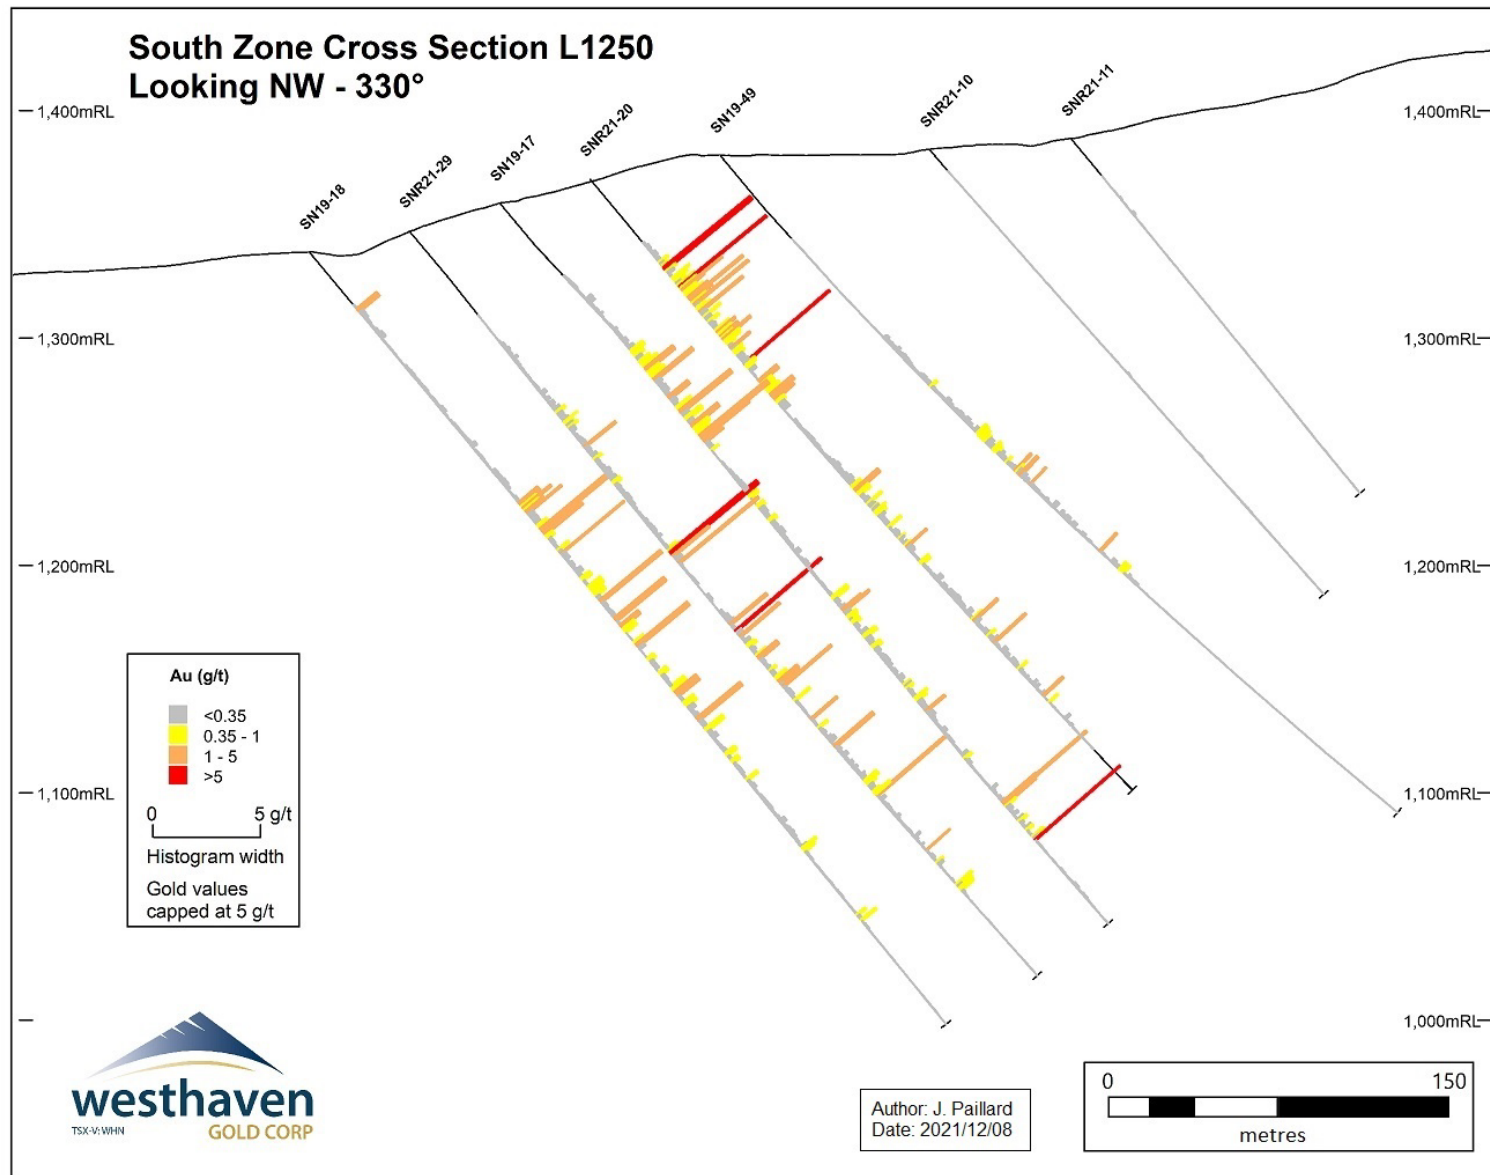 South Zone Cross Section L1250
Looking NW - 330°
1,400mRL
1,400mRL
SN19-18
SNR21-29
SN19-17
SNR21-20
SN19-49
SNR21-10
SNR21-11
1,300mRL
1,300mRL
1,200mRL
1,200mRL
Au (g/t)
<0.35
0.35 - 1
1 - 5
>5
0 5 g/t
Histogram width
Gold values
capped at 5 g/t
1,100mRL
1,100mRL
1,000mRL
westhaven
TSX-V: WHN
GOLD CORP
Author: J. Paillard
Date: 2021/12/08
0 150
metres